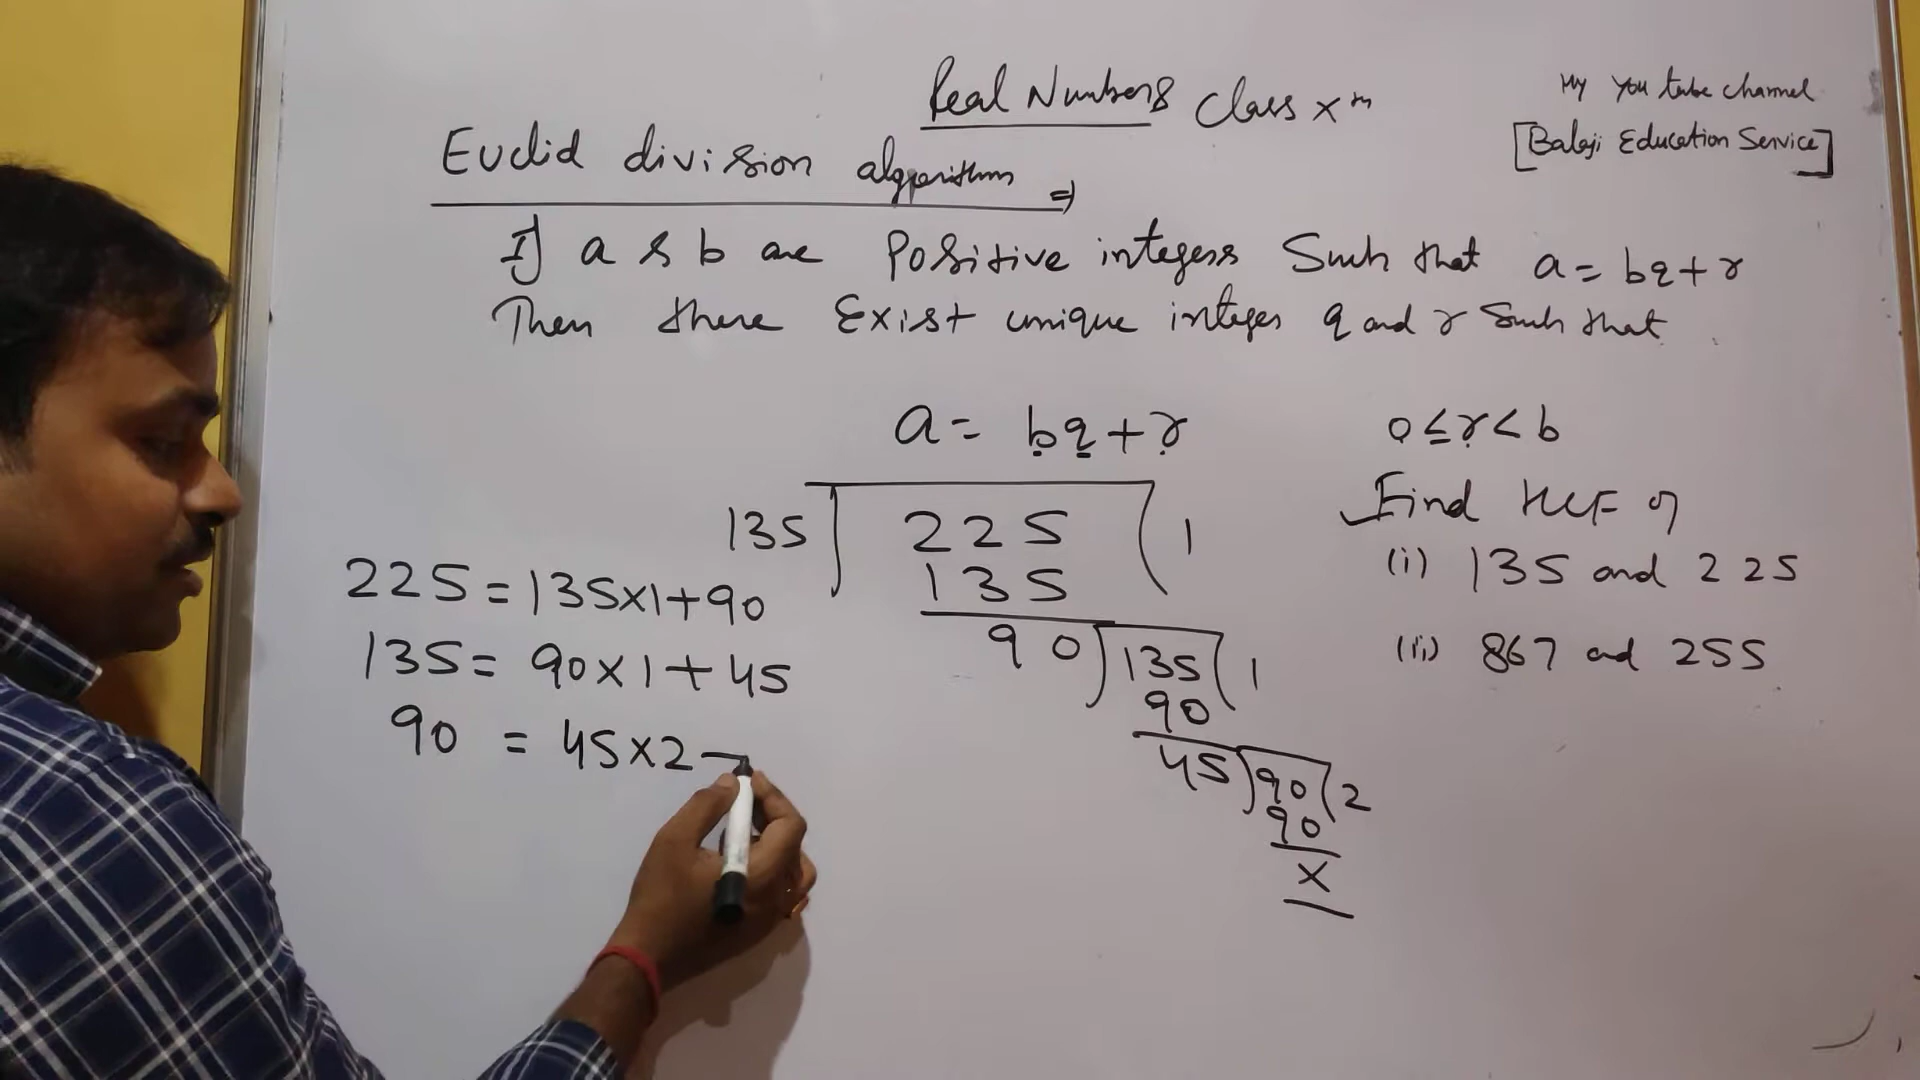 Real Numbers Class Xth
My You tube channel
[Balaji Education Service]
Euclid division algorithm ⇒
If a & b are Positive integers Such that a = bq + r
Then there Exist unique integer q and r Such that
a = bq + r
0 ≤ r < b
Find HCF of
(i) 135 and 225
(ii) 867 and 255
135 ) 225 ( 1
135
90 ) 135 ( 1
90
45 ) 90 ( 2
90
x
225 = 135×1+90
135 = 90×1+45
90 = 45×2